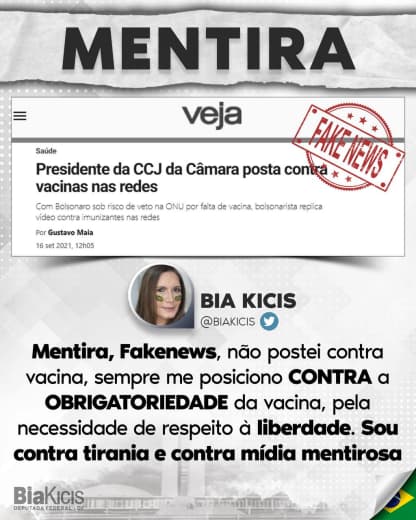 MENTIRA
veja
FAKE NEWS
Saúde
Presidente da CCJ da Câmara posta contra
vacinas nas redes
Com Bolsonaro sob risco de veto na ONU por falta de vacina, bolsonarista replica
vídeo contra imunizantes nas redes
Por Gustavo Maia
16 set 2021, 12h05
BIA KICIS
@BIAKICIS
Mentira, Fakenews, não postei contra
vacina, sempre me posiciono CONTRA a
OBRIGATORIEDADE da vacina, pela
necessidade de respeito à liberdade. Sou
contra tirania e contra mídia mentirosa
BiaKicis
DEPUTADA FEDERAL · DF